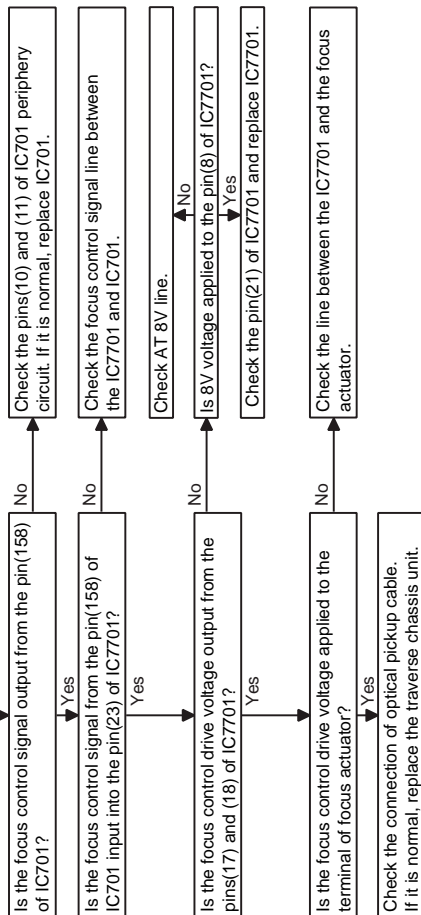 Is the focus control signal output from the pin(158)
of IC701?
No
Check the pins(10) and (11) of IC701 periphery
circuit. If it is normal, replace IC701.
Yes
Is the focus control signal from the pin(158) of
IC701 input into the pin(23) of IC7701?
No
Check the focus control signal line between
the IC7701 and IC701.
Yes
Is the focus control drive voltage output from the
pins(17) and (18) of IC7701?
No
Is 8V voltage applied to the pin(8) of IC7701?
No
Check AT 8V line.
Yes
Check the pin(21) of IC7701 and replace IC7701.
Yes
Is the focus control drive voltage applied to the
terminal of focus actuator?
No
Check the line between the IC7701 and the focus
actuator.
Yes
Check the connection of optical pickup cable.
If it is normal, replace the traverse chassis unit.